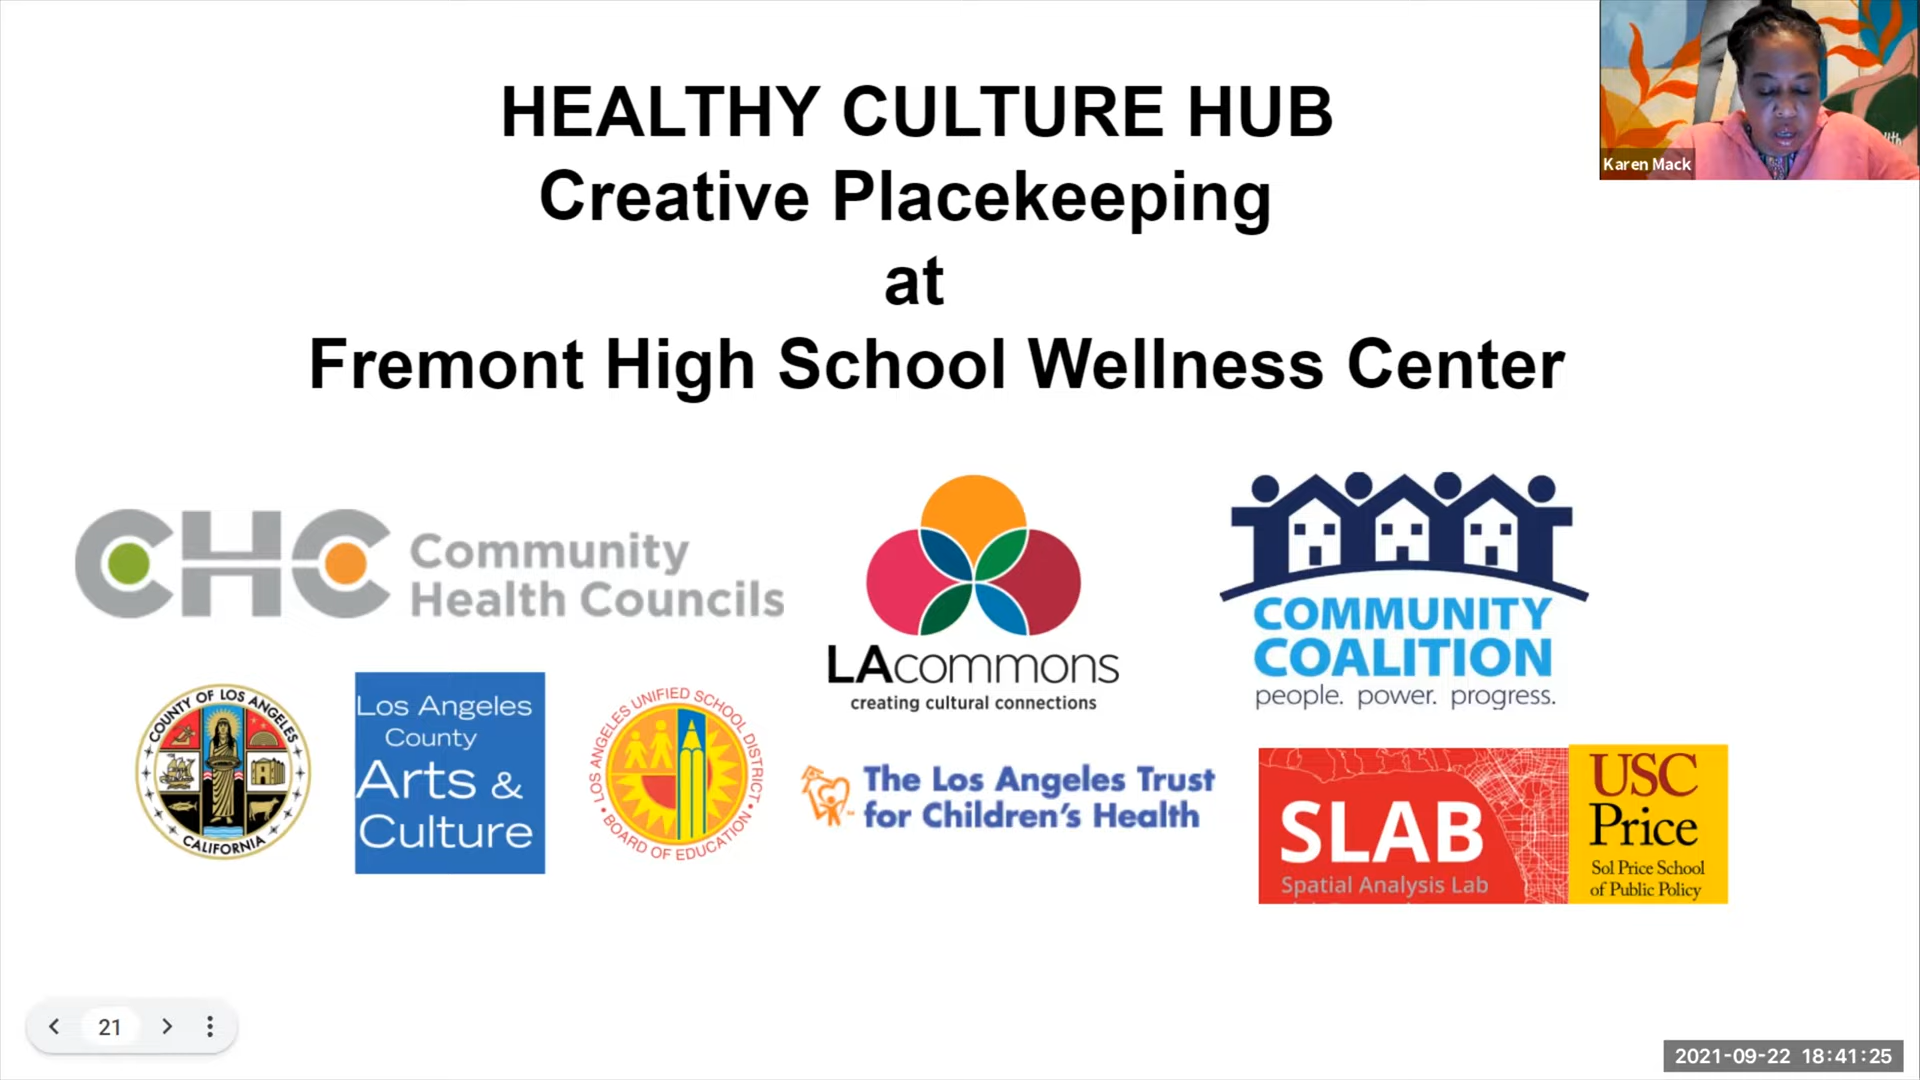 HEALTHY CULTURE HUB
Creative Placekeeping
at
Fremont High School Wellness Center
Karen Mack
CHC Community
Health Councils
LAcommons
creating cultural connections
COMMUNITY
COALITION
people. power. progress.
COUNTY OF LOS ANGELES
CALIFORNIA
Los Angeles
County
Arts &
Culture
LOS ANGELES UNIFIED SCHOOL DISTRICT
BOARD OF EDUCATION
The Los Angeles Trust
for Children's Health
SLAB
Spatial Analysis Lab
USC
Price
Sol Price School
of Public Policy
21
2021-09-22 18:41:25